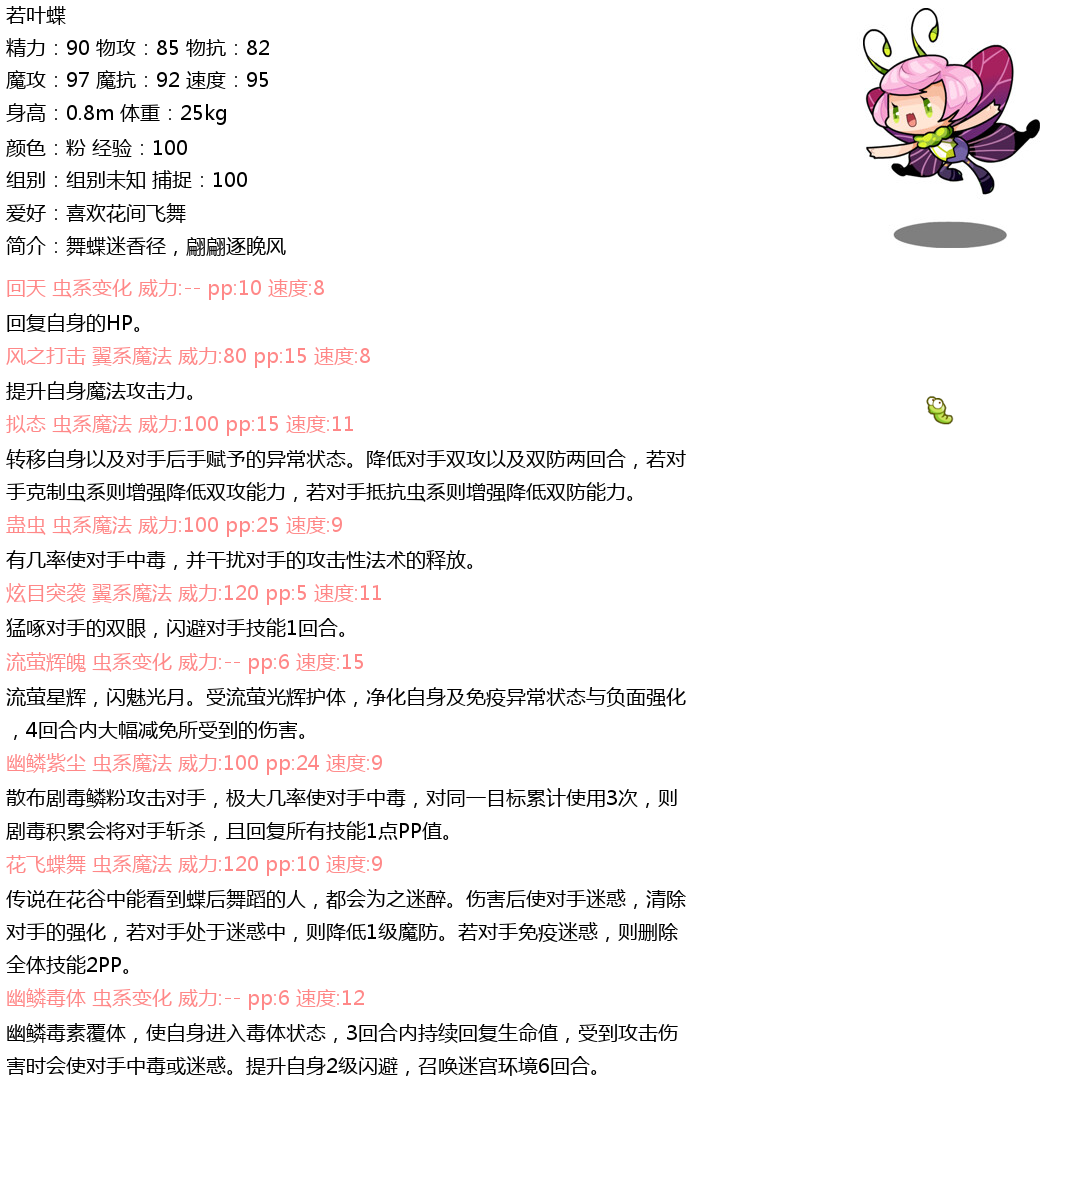 若叶蝶
精力：90 物攻：85 物抗：82
魔攻：97 魔抗：92 速度：95
身高：0.8m 体重：25kg
颜色：粉 经验：100
组别：组别未知 捕捉：100
爱好：喜欢花间飞舞
简介：舞蝶迷香径，翩翩逐晚风
回天 虫系变化 威力:-- pp:10 速度:8
回复自身的HP。
风之打击 翼系魔法 威力:80 pp:15 速度:8
提升自身魔法攻击力。
拟态 虫系魔法 威力:100 pp:15 速度:11
转移自身以及对手后手赋予的异常状态。降低对手双攻以及双防两回合，若对
手克制虫系则增强降低双攻能力，若对手抵抗虫系则增强降低双防能力。
蛊虫 虫系魔法 威力:100 pp:25 速度:9
有几率使对手中毒，并干扰对手的攻击性法术的释放。
炫目突袭 翼系魔法 威力:120 pp:5 速度:11
猛啄对手的双眼，闪避对手技能1回合。
流萤辉魄 虫系变化 威力:-- pp:6 速度:15
流萤星辉，闪魅光月。受流萤光辉护体，净化自身及免疫异常状态与负面强化
，4回合内大幅减免所受到的伤害。
幽鳞紫尘 虫系魔法 威力:100 pp:24 速度:9
散布剧毒鳞粉攻击对手，极大几率使对手中毒，对同一目标累计使用3次，则
剧毒积累会将对手斩杀，且回复所有技能1点PP值。
花飞蝶舞 虫系魔法 威力:120 pp:10 速度:9
传说在花谷中能看到蝶后舞蹈的人，都会为之迷醉。伤害后使对手迷惑，清除
对手的强化，若对手处于迷惑中，则降低1级魔防。若对手免疫迷惑，则删除
全体技能2PP。
幽鳞毒体 虫系变化 威力:-- pp:6 速度:12
幽鳞毒素覆体，使自身进入毒体状态，3回合内持续回复生命值，受到攻击伤
害时会使对手中毒或迷惑。提升自身2级闪避，召唤迷宫环境6回合。